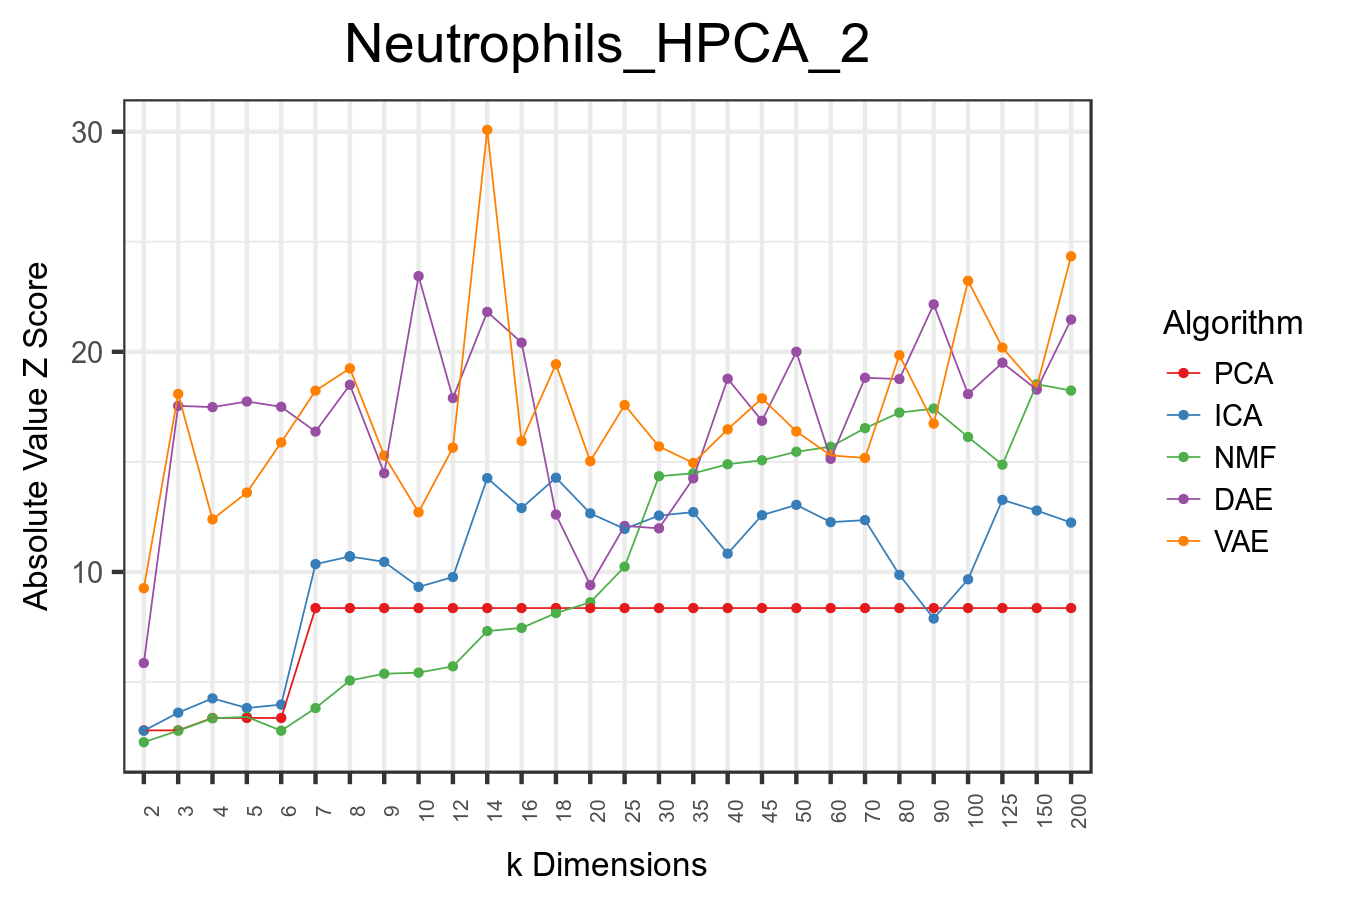 Neutrophils_HPCA_2
Absolute Value Z Score
30
20
10
2 3 4 5 6 7 8 9 10 12 14 16 18 20 25 30 35 40 45 50 60 70 80 90 100 125 150 200
k Dimensions
Algorithm
PCA
ICA
NMF
DAE
VAE